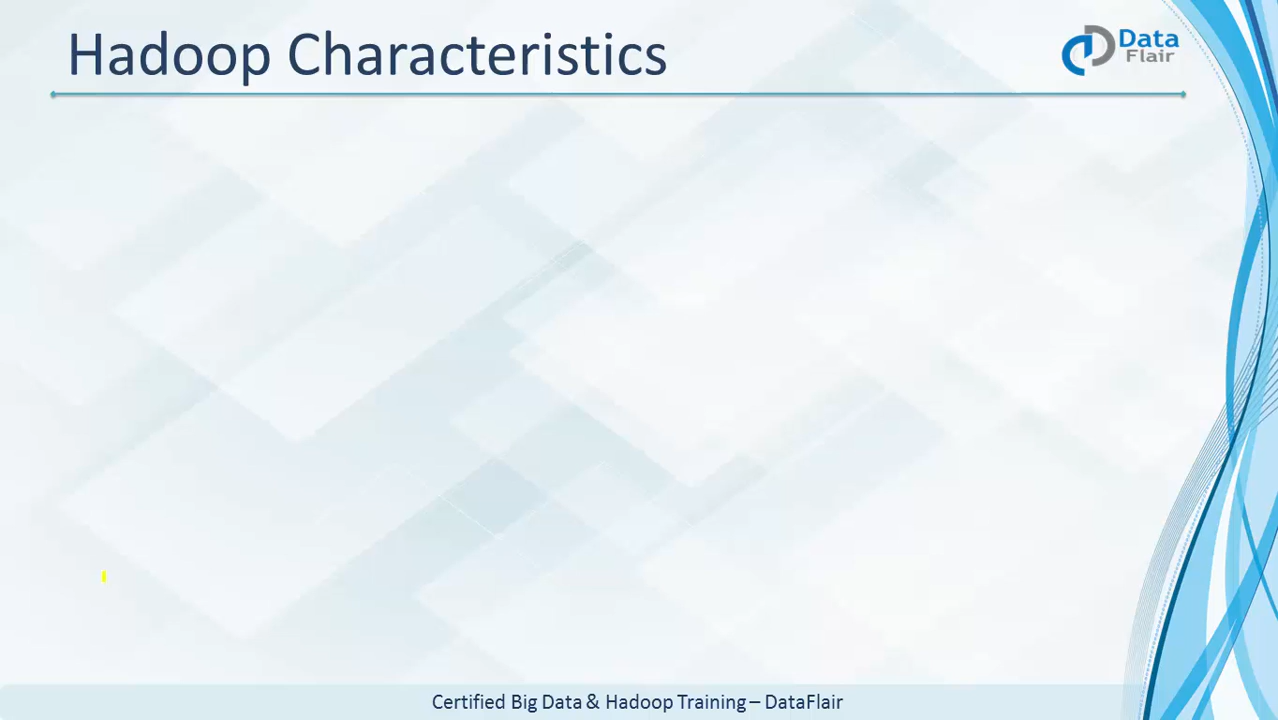 Hadoop Characteristics
Data
Flair
Certified Big Data & Hadoop Training – DataFlair